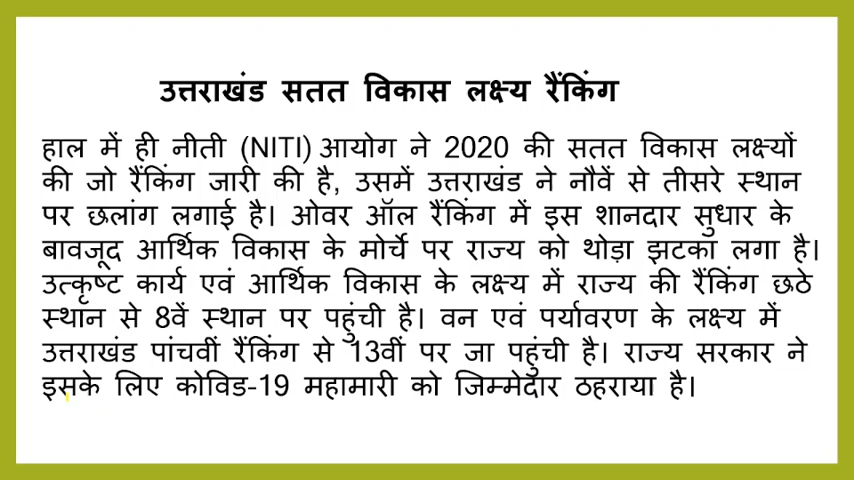 उत्तराखंड सतत विकास लक्ष्य रैंकिंग
हाल में ही नीती (NITI) आयोग ने 2020 की सतत विकास लक्ष्यों
की जो रैंकिंग जारी की है, उसमें उत्तराखंड ने नौवें से तीसरे स्थान
पर छलांग लगाई है। ओवर ऑल रैंकिंग में इस शानदार सुधार के
बावजूद आर्थिक विकास के मोर्चे पर राज्य को थोड़ा झटका लगा है।
उत्कृष्ट कार्य एवं आर्थिक विकास के लक्ष्य में राज्य की रैंकिंग छठे
स्थान से 8वें स्थान पर पहुंची है। वन एवं पर्यावरण के लक्ष्य में
उत्तराखंड पांचवीं रैंकिंग से 13वीं पर जा पहुंची है। राज्य सरकार ने
इसके लिए कोविड-19 महामारी को जिम्मेदार ठहराया है।